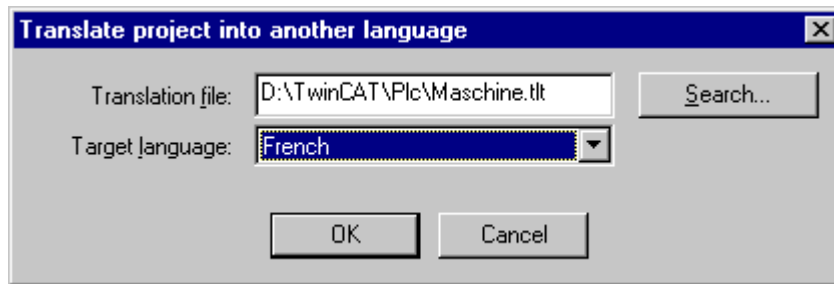 Translate project into another language
Translation file: D:\TwinCAT\Plc\Maschine.tlt Search...
Target language: French
OK Cancel